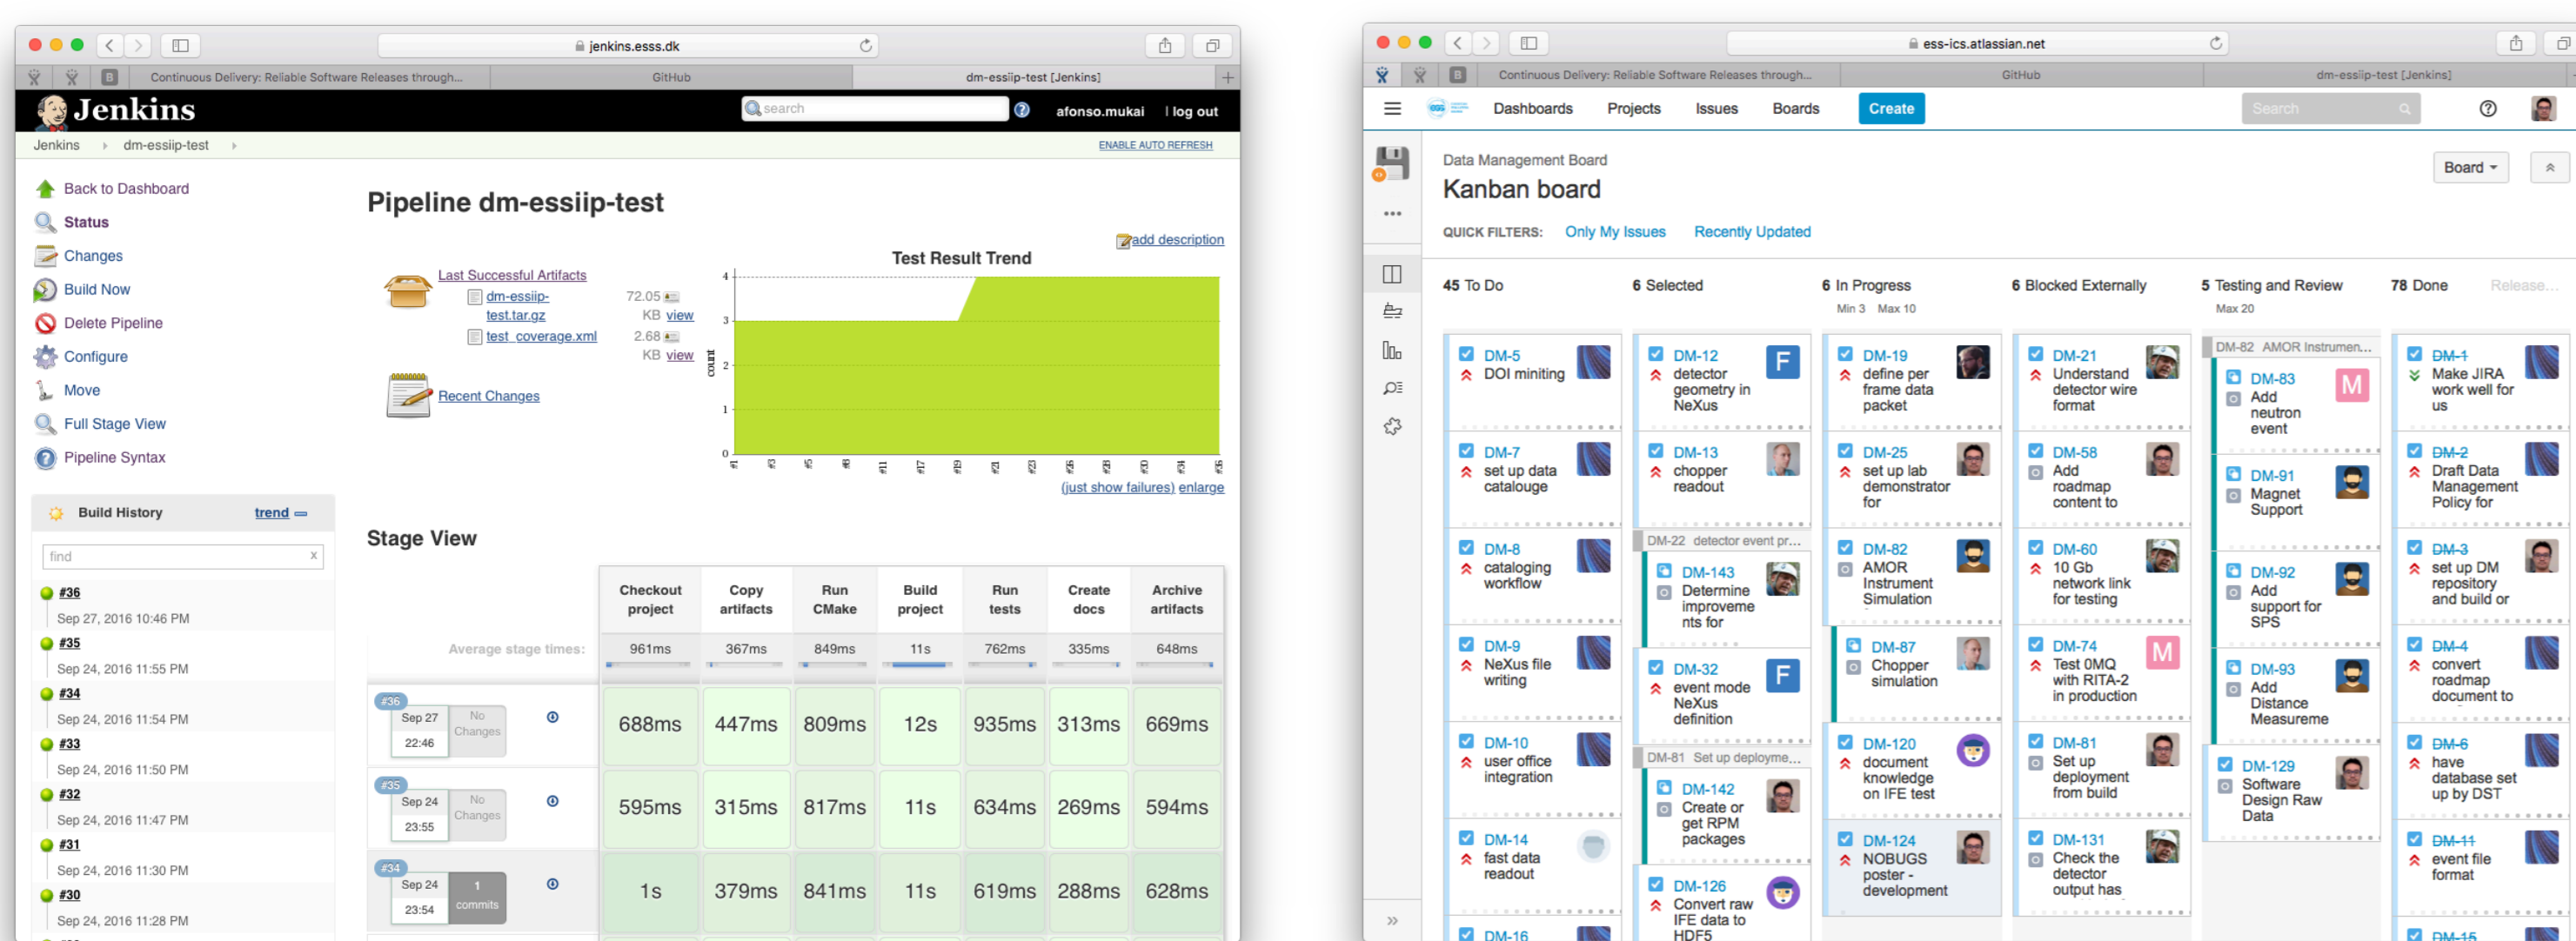 jenkins.esss.dk
B
Continuous Delivery: Reliable Software Releases through...
GitHub
dm-essiip-test [Jenkins]
Jenkins
search
afonso.mukai
| log out
Jenkins
dm-essiip-test
ENABLE AUTO REFRESH
Back to Dashboard
Status
Changes
Build Now
Delete Pipeline
Configure
Move
Full Stage View
Pipeline Syntax
Build History
trend
find
x
#36
Sep 27, 2016 10:46 PM
#35
Sep 24, 2016 11:55 PM
#34
Sep 24, 2016 11:54 PM
#33
Sep 24, 2016 11:50 PM
#32
Sep 24, 2016 11:47 PM
#31
Sep 24, 2016 11:30 PM
#30
Sep 24, 2016 11:28 PM
Pipeline dm-essiip-test
add description
Last Successful Artifacts
dm-essiip-
test.tar.gz
72.05
KB view
test_coverage.xml
2.68
KB view
Recent Changes
Test Result Trend
count
4
3
2
1
0
#1 #3 #5 #8 #11 #17 #19 #21 #23 #26 #28 #30 #34 #36
(just show failures) enlarge
Stage View
Checkout project
Copy artifacts
Run CMake
Build project
Run tests
Create docs
Archive artifacts
Average stage times:
961ms 367ms 849ms 11s 762ms 335ms 648ms
#36
Sep 27
22:46
No
Changes
688ms 447ms 809ms 12s 935ms 313ms 669ms
#35
Sep 24
23:55
No
Changes
595ms 315ms 817ms 11s 634ms 269ms 594ms
#34
Sep 24
23:54
1
commits
1s 379ms 841ms 11s 619ms 288ms 628ms
ess-ics.atlassian.net
B
Continuous Delivery: Reliable Software Releases through...
GitHub
dm-essiip-test [Jenkins]
ess
Dashboards
Projects
Issues
Boards
Create
Search
Data Management Board
Kanban board
Board
QUICK FILTERS:
Only My Issues
Recently Updated
45 To Do
DM-5
DOI miniting
DM-7
set up data
catalouge
DM-8
cataloging
workflow
DM-9
NeXus file
writing
DM-10
user office
integration
DM-14
fast data
readout
DM-16
6 Selected
DM-12
detector
geometry in
NeXus
F
DM-13
chopper
readout
DM-22 detector event pr...
DM-143
Determine
improveme
nts for
DM-32
event mode
NeXus
definition
F
DM-81 Set up deployme...
DM-142
Create or
get RPM
packages
DM-126
Convert raw
IFE data to
HDF5
6 In Progress
Min 3 Max 10
DM-19
define per
frame data
packet
DM-25
set up lab
demonstrator
for
DM-82
AMOR
Instrument
Simulation
DM-87
Chopper
simulation
DM-120
document
knowledge
on IFE test
DM-124
NOBUGS
poster -
development
6 Blocked Externally
DM-21
Understand
detector wire
format
DM-58
Add
roadmap
content to
DM-60
10 Gb
network link
for testing
DM-74
Test 0MQ
with RITA-2
in production
M
DM-81
Set up
deployment
from build
DM-131
Check the
detector
output has
5 Testing and Review
Max 20
DM-82 AMOR Instrumen...
DM-83
Add
neutron
event
M
DM-91
Magnet
Support
DM-92
Add
support for
SPS
DM-93
Add
Distance
Measureme
DM-129
Software
Design Raw
Data
78 Done
Release...
DM-1
Make JIRA
work well for
us
DM-2
Draft Data
Management
Policy for
DM-3
set up DM
repository
and build or
DM-4
convert
roadmap
document to
DM-6
have
database set
up by DST
DM-11
event file
format
DM-15